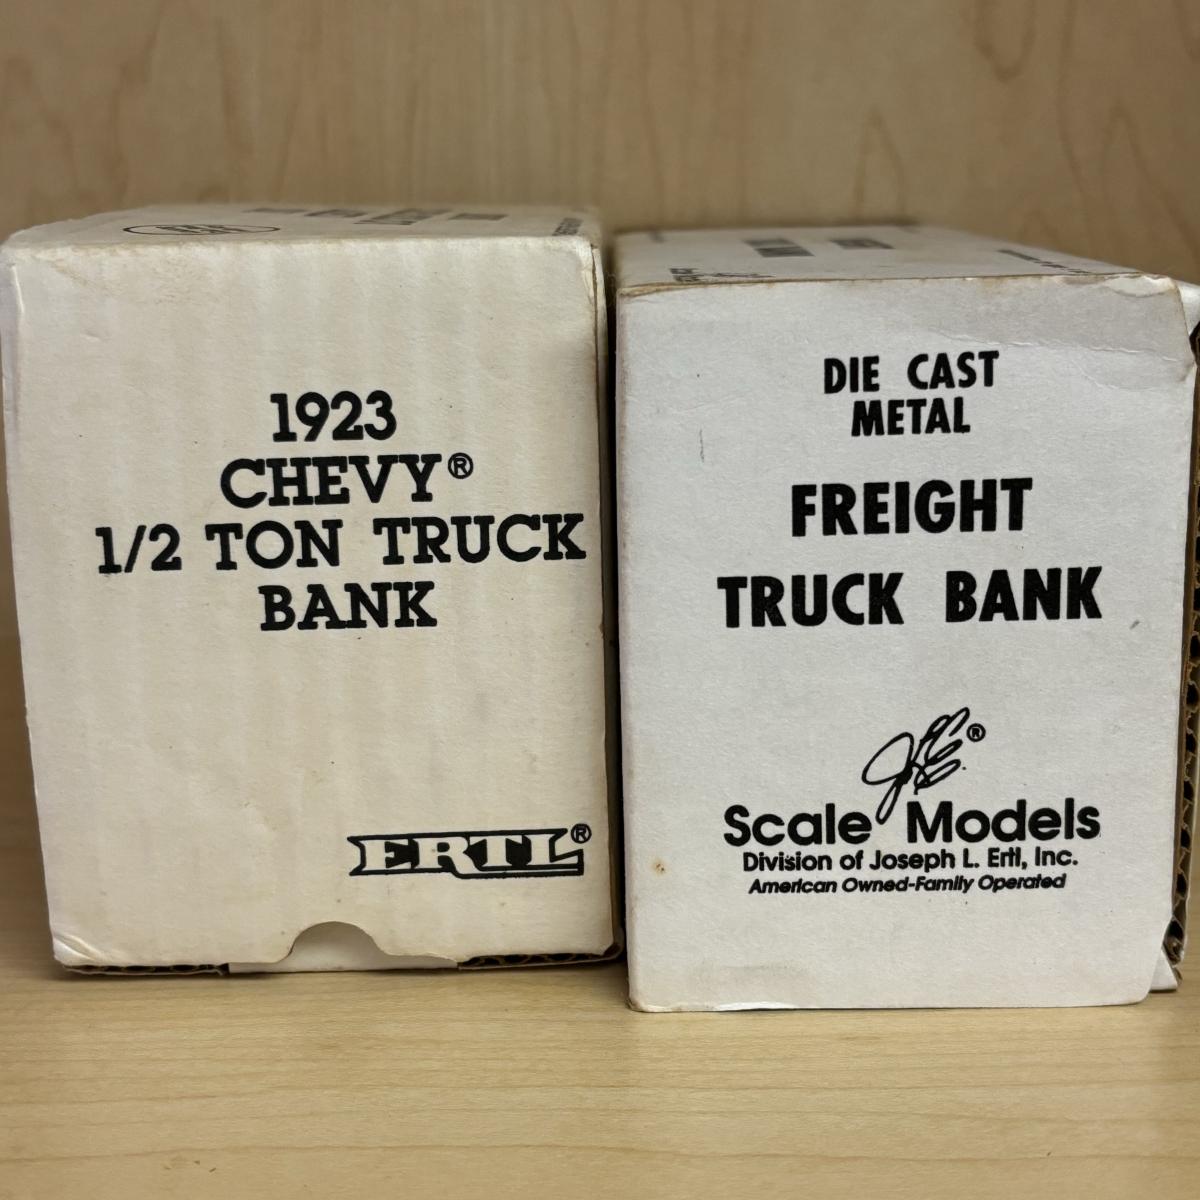 1923
CHEVY®
1/2 TON TRUCK
BANK
ERTL®
DIE CAST
METAL
FREIGHT
TRUCK BANK
®
Scale Models
Division of Joseph L. Ertl, Inc.
American Owned-Family Operated